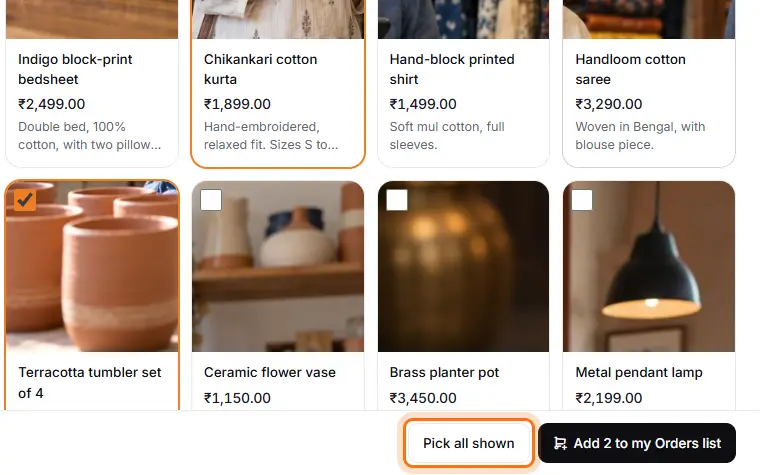 Indigo block-print
bedsheet
₹2,499.00
Double bed, 100%
cotton, with two pillow...
Chikankari cotton
kurta
₹1,899.00
Hand-embroidered,
relaxed fit. Sizes S to...
Hand-block printed
shirt
₹1,499.00
Soft mul cotton, full
sleeves.
Handloom cotton
saree
₹3,290.00
Woven in Bengal, with
blouse piece.
Terracotta tumbler set
of 4
Ceramic flower vase
₹1,150.00
Brass planter pot
₹3,450.00
Metal pendant lamp
₹2,199.00
Pick all shown
Add 2 to my Orders list